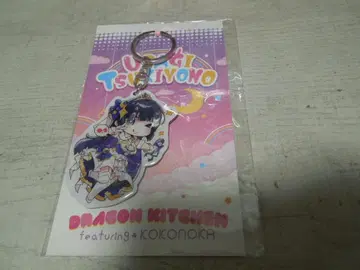 USAGI
TSUKIYONO
DRAGON KITCHEN
featuring KOKONOKA